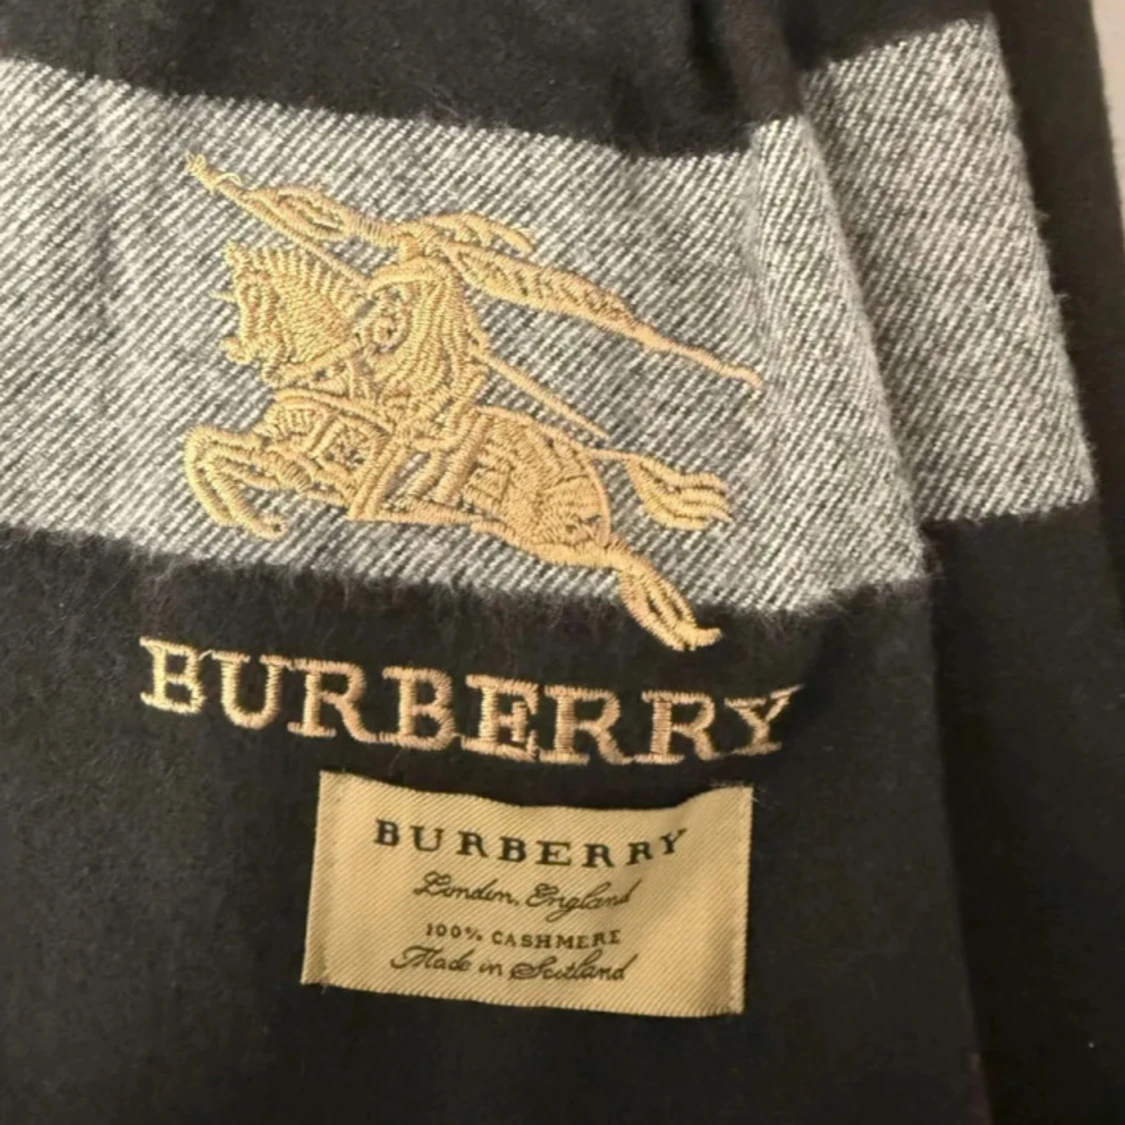 BURBERRY
BURBERRY
London, England
100% CASHMERE
Made in Scotland